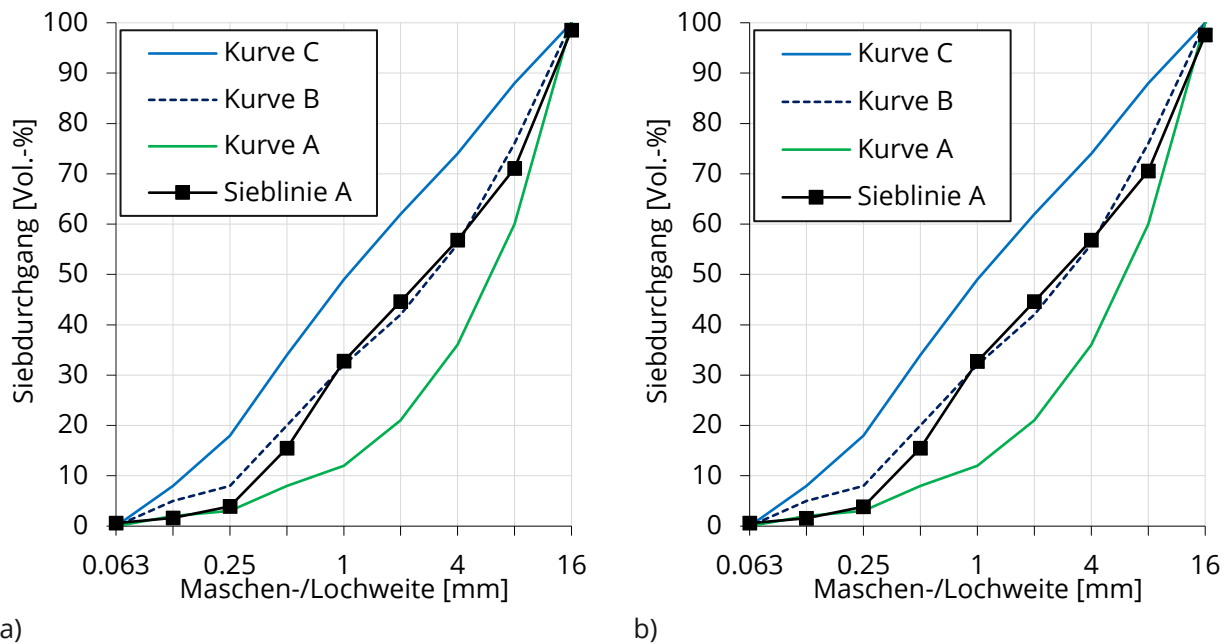 100
90
80
70
60
50
40
30
20
10
0
Siebdurchgang [Vol.-%]
Kurve C
Kurve B
Kurve A
Sieblinie A
0.063 0.25 1 4 16
Maschen-/Lochweite [mm]
a)
100
90
80
70
60
50
40
30
20
10
0
Siebdurchgang [Vol.-%]
Kurve C
Kurve B
Kurve A
Sieblinie A
0.063 0.25 1 4 16
Maschen-/Lochweite [mm]
b)